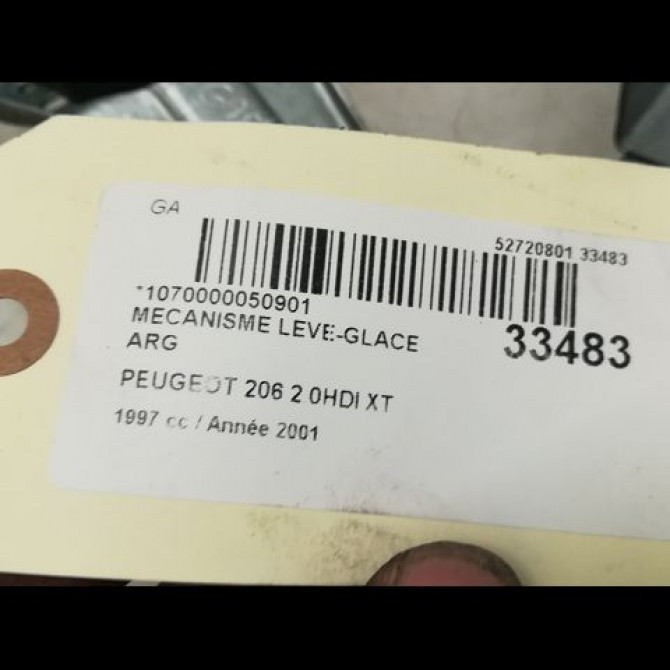 GA
52720801 33483
*1070000050901
33483
MECANISME LEVE-GLACE
ARG
PEUGEOT 206 2 0HDI XT
1997 cc / Année 2001